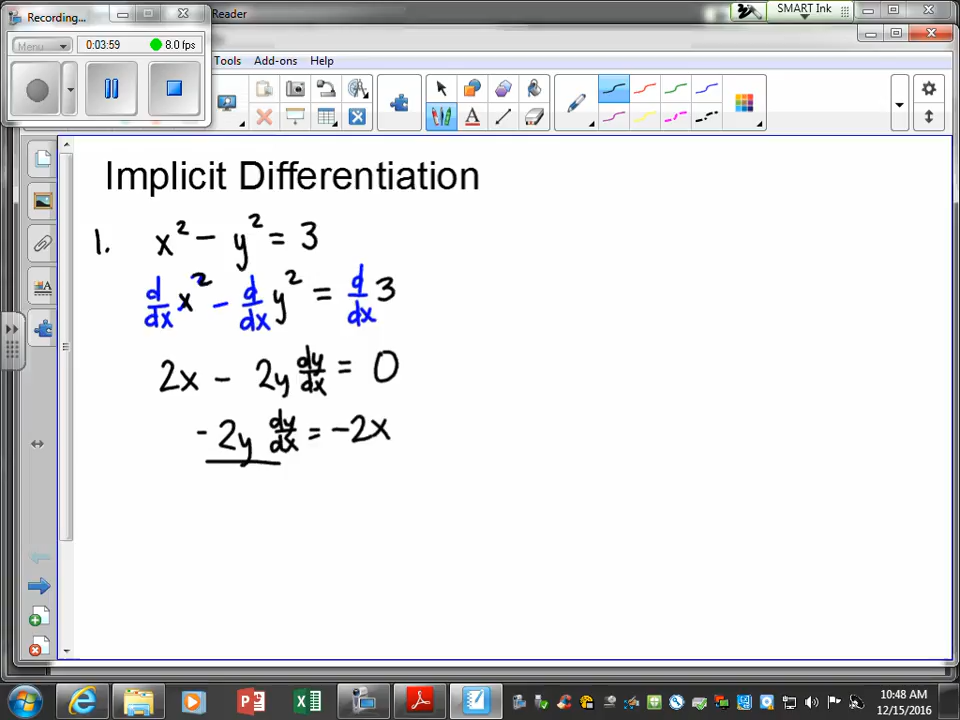 Recording...
Reader
SMART Ink
Menu
0:03:59
8.0 fps
Tools Add-ons Help
Implicit Differentiation
1. x² - y² = 3
d/dx x² - d/dx y² = d/dx 3
2x - 2y dy/dx = 0
-2y dy/dx = -2x
10:48 AM
12/15/2016